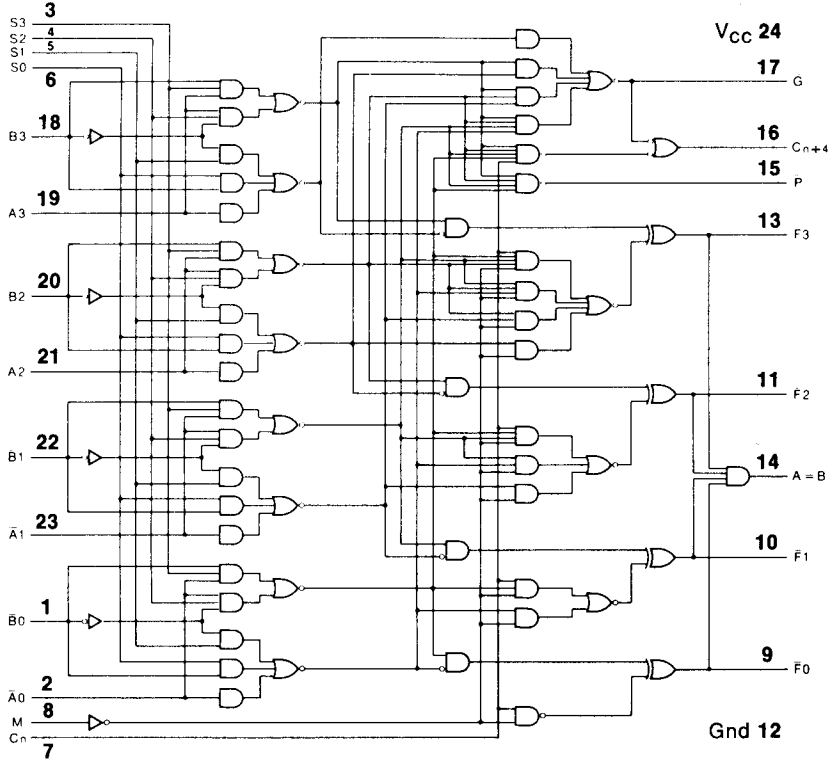 3
S3
4
S2
5
S1
S0
6
VCC 24
17
G
18
B3
16
Cn+4
15
P
19
A3
13
F3
20
B2
21
A2
11
F2
22
B1
14
A = B
23
Ā1
10
F̄1
1
B̄0
9
F̄0
2
Ā0
8
M
Gnd 12
Cn
7